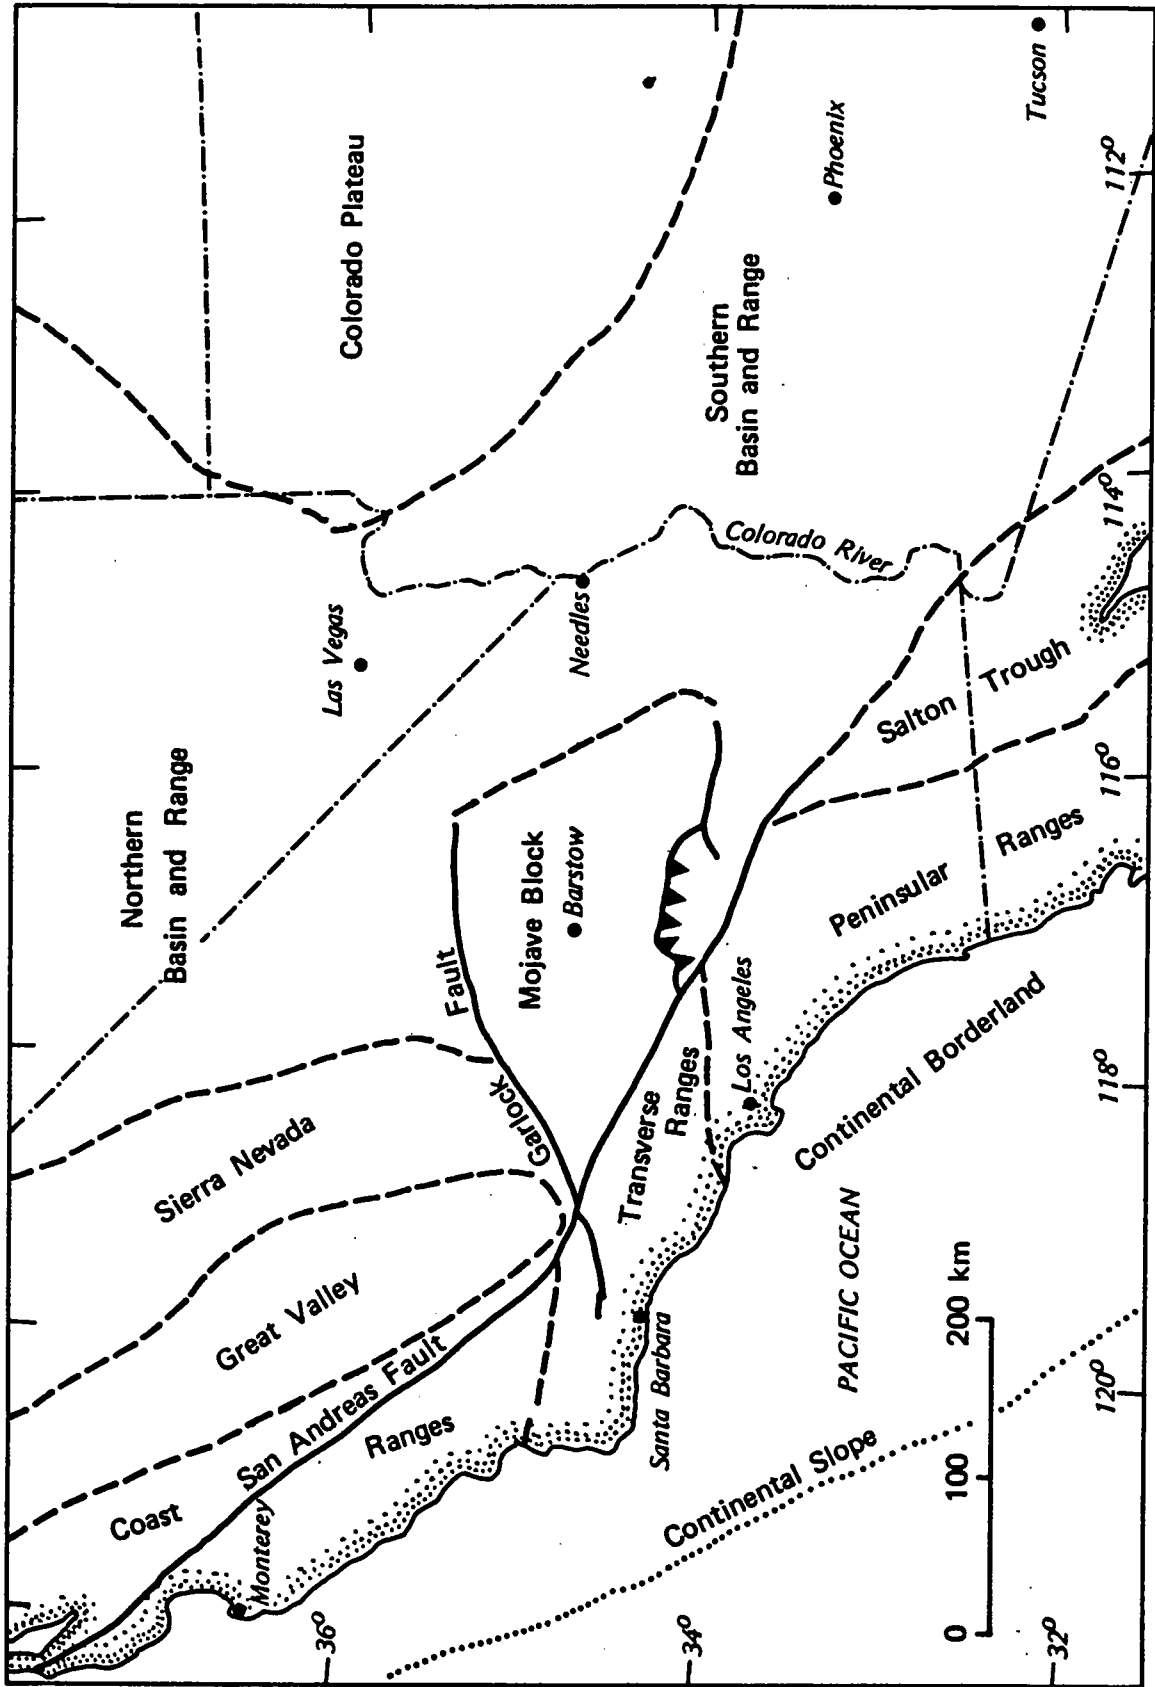 Northern
Basin and Range
Colorado Plateau
Sierra Nevada
Great Valley
Coast
Ranges
San Andreas Fault
Monterey
Las Vegas
Garlock
Fault
Mojave Block
Barstow
Needles
Southern
Basin and Range
Colorado River
Phoenix
Tucson
Transverse
Ranges
Santa Barbara
Los Angeles
Salton Trough
Peninsular
Ranges
Continental Borderland
PACIFIC OCEAN
Continental Slope
0 100 200 km
36°
34°
32°
120°
118°
116°
114°
112°